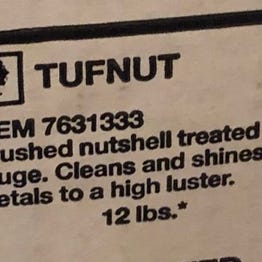 TUFNUT
EM 7631333
ushed nutshell treated
uge. Cleans and shines
etals to a high luster.
12 lbs.*